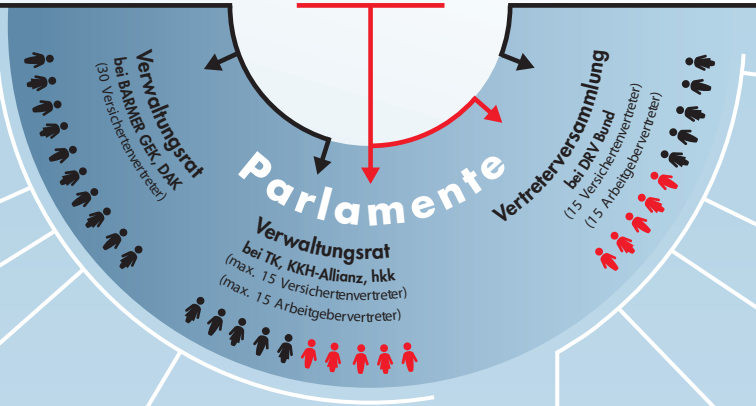 Verwaltungsrat
bei BARMER GEK, DAK
(30 Versichertenvertreter)
Parlamente
Verwaltungsrat
bei TK, KKH-Allianz, hkk
(max. 15 Versichertenvertreter)
(max. 15 Arbeitgebervertreter)
Vertreterversammlung
bei DRV Bund
(15 Versichertenvertreter)
(15 Arbeitgebervertreter)